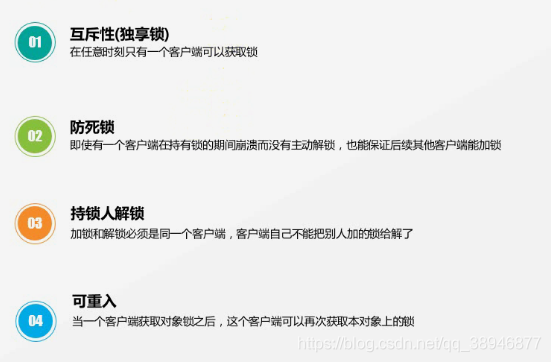 01
互斥性(独享锁)
在任意时刻只有一个客户端可以获取锁
02
防死锁
即使有一个客户端在持有锁的期间崩溃而没有主动解锁，也能保证后续其他客户端能加锁
03
持锁人解锁
加锁和解锁必须是同一个客户端，客户端自己不能把别人加的锁给解了
04
可重入
当一个客户端获取对象锁之后，这个客户端可以再次获取本对象上的锁
https://blog.csdn.net/qq_38946877